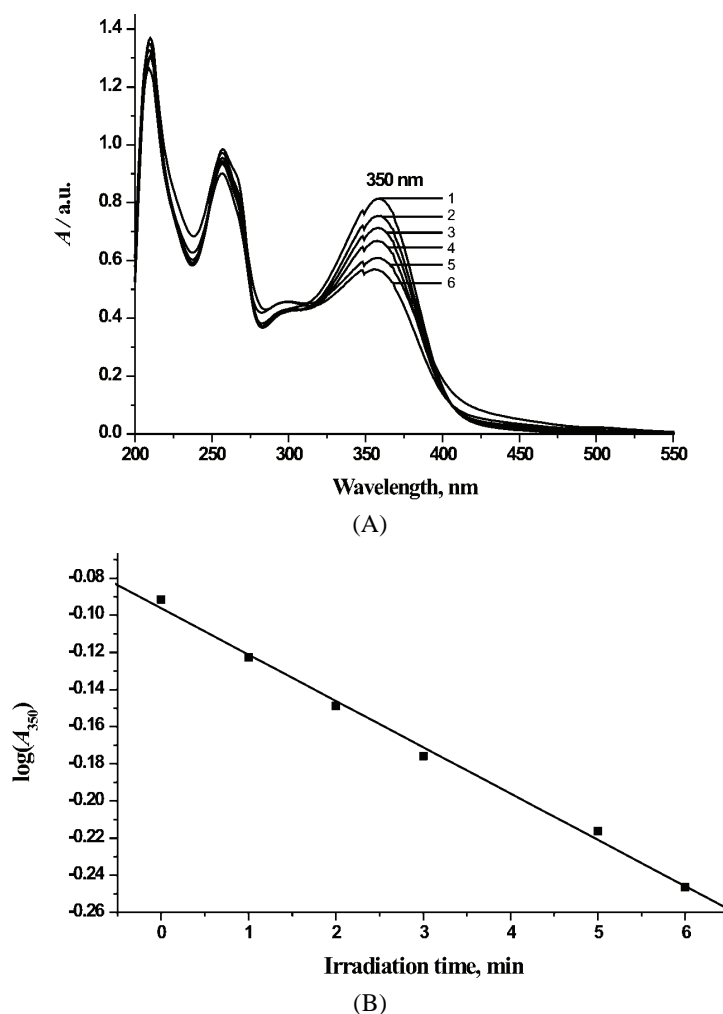 1.4
1.2
1.0
0.8
0.6
0.4
0.2
0.0
A / a.u.
350 nm
1
2
3
4
5
6
200 250 300 350 400 450 500 550
Wavelength, nm
(A)
-0.08
-0.10
-0.12
-0.14
-0.16
-0.18
-0.20
-0.22
-0.24
-0.26
log(A350)
0 1 2 3 4 5 6
Irradiation time, min
(B)